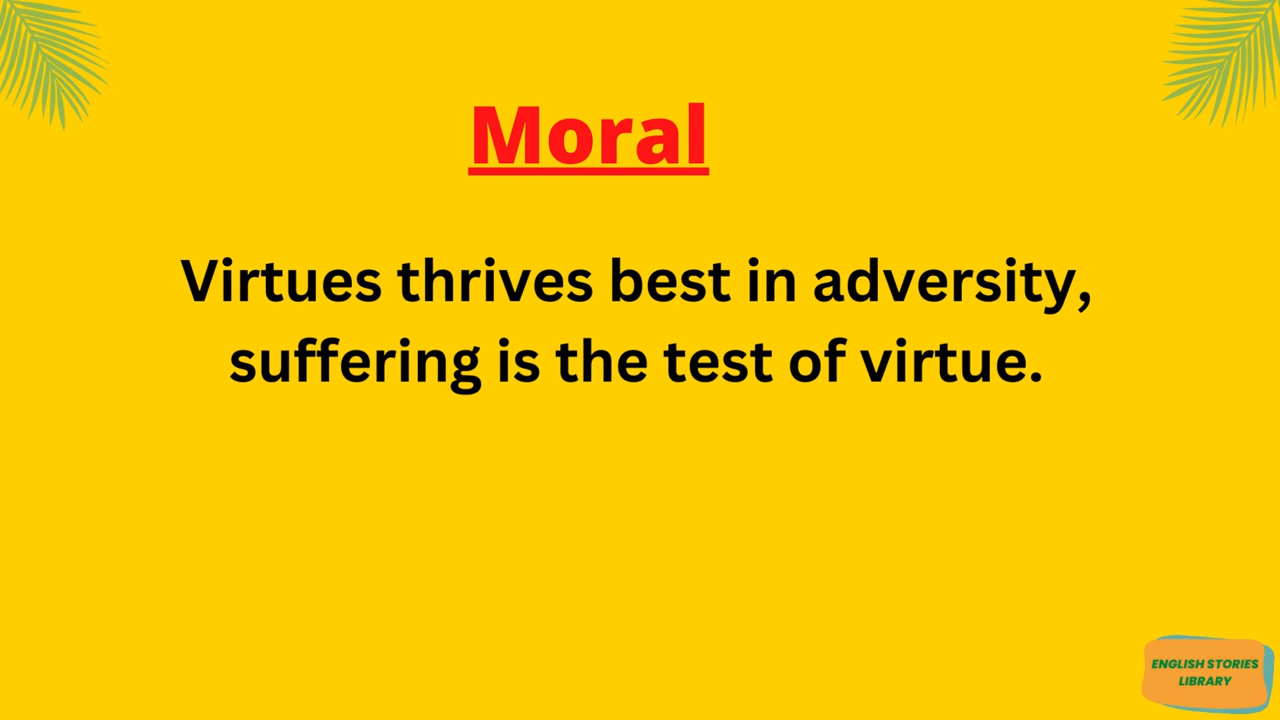 Moral
Virtues thrives best in adversity,
suffering is the test of virtue.
ENGLISH STORIES
LIBRARY